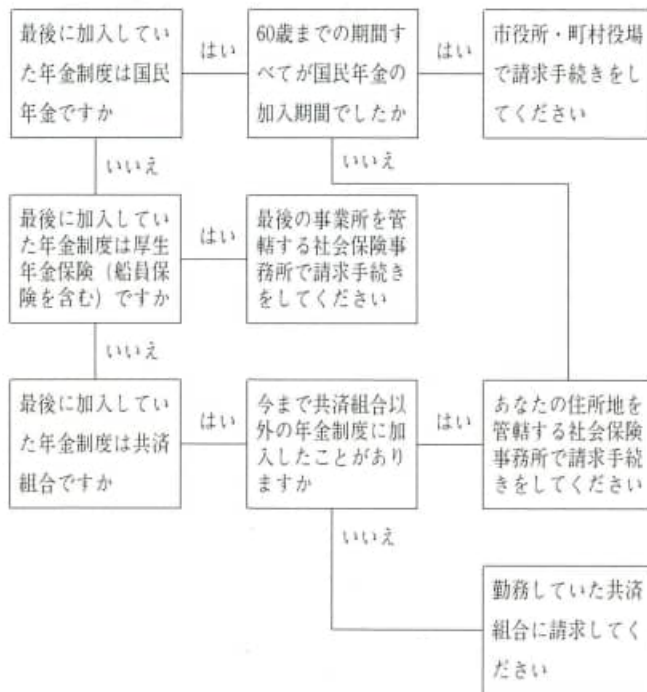 最後に加入してい
た年金制度は国民
年金ですか
はい
60歳までの期間す
べてが国民年金の
加入期間でしたか
はい
市役所・町村役場
で請求手続きをし
てください
いいえ
いいえ
最後に加入してい
た年金制度は厚生
年金保険（船員保
険を含む）ですか
はい
最後の事業所を管
轄する社会保険事
務所で請求手続き
をしてください
いいえ
最後に加入してい
た年金制度は共済
組合ですか
はい
今まで共済組合以
外の年金制度に加
入したことがあり
ますか
はい
あなたの住所地を
管轄する社会保険
事務所で請求手続
きをしてください
いいえ
勤務していた共済
組合に請求してく
ださい